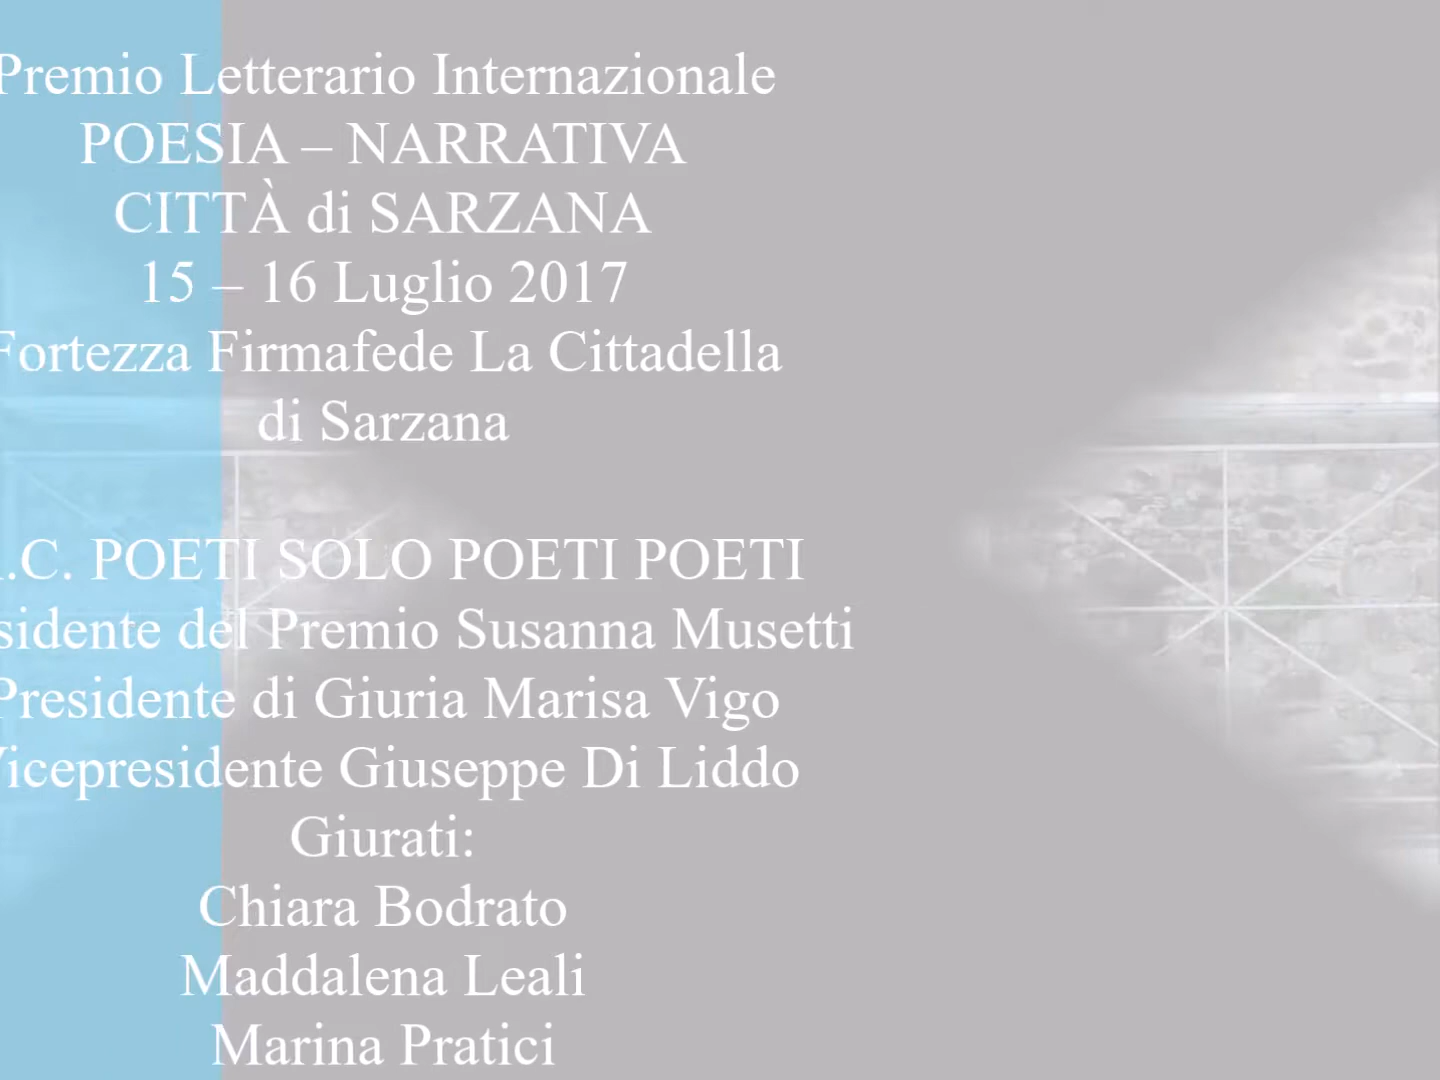 Premio Letterario Internazionale
POESIA – NARRATIVA
CITTÀ di SARZANA
15 – 16 Luglio 2017
Fortezza Firmafede La Cittadella
di Sarzana
.C. POETI SOLO POETI POETI
sidente del Premio Susanna Musetti
Presidente di Giuria Marisa Vigo
Vicepresidente Giuseppe Di Liddo
Giurati:
Chiara Bodrato
Maddalena Leali
Marina Pratici